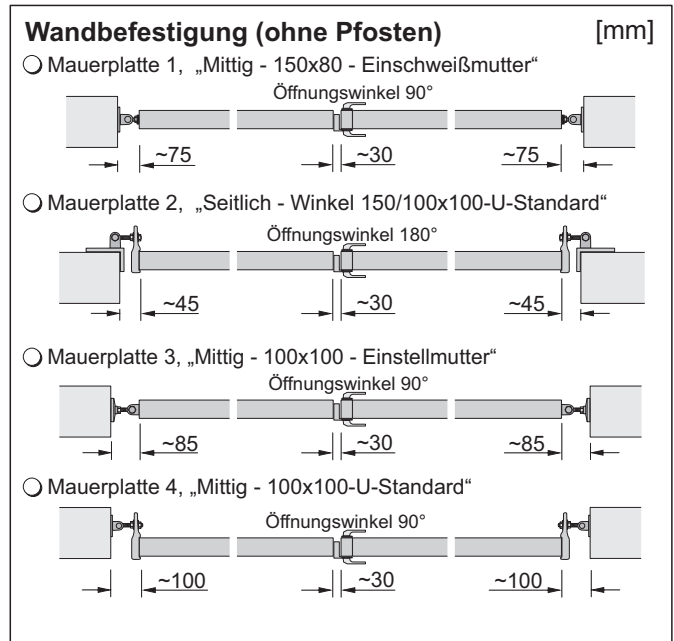 Wandbefestigung (ohne Pfosten) [mm]
Mauerplatte 1, „Mittig - 150x80 - Einschweißmutter“
Öffnungswinkel 90°
~75 ~30 ~75
Mauerplatte 2, „Seitlich - Winkel 150/100x100-U-Standard“
Öffnungswinkel 180°
~45 ~30 ~45
Mauerplatte 3, „Mittig - 100x100 - Einstellmutter“
Öffnungswinkel 90°
~85 ~30 ~85
Mauerplatte 4, „Mittig - 100x100-U-Standard“
Öffnungswinkel 90°
~100 ~30 ~100